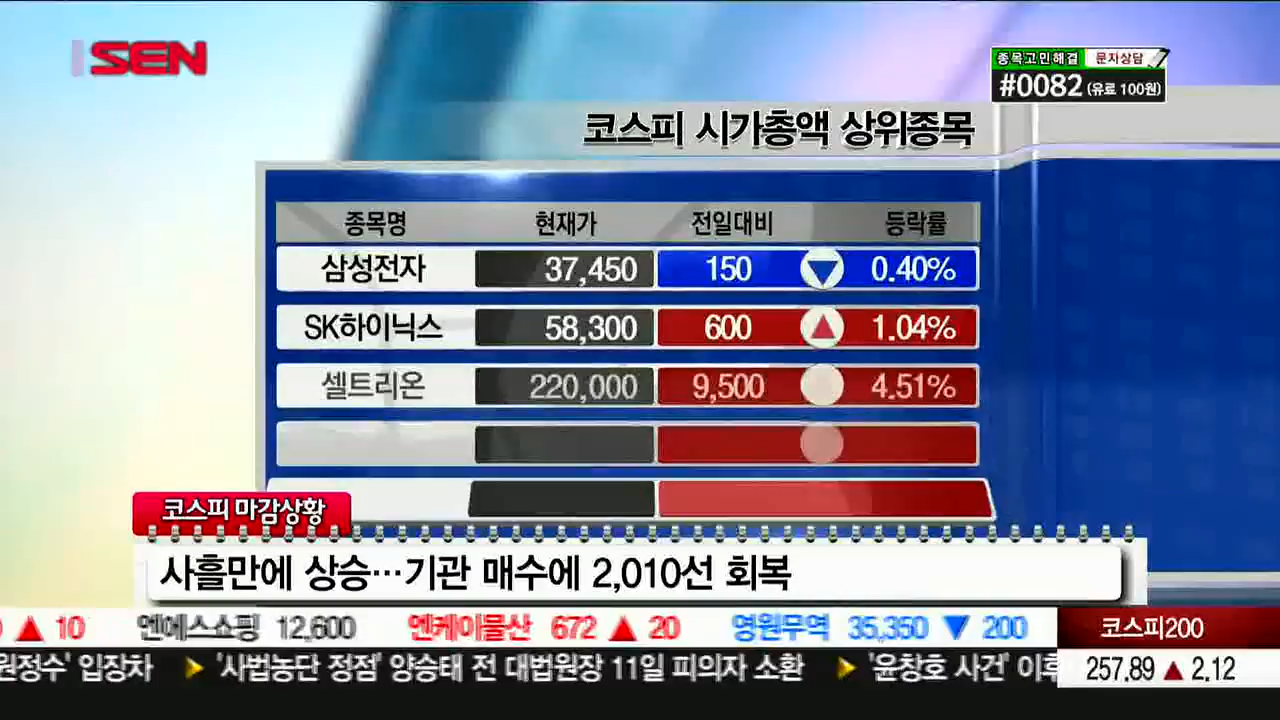 SEN
종목고민해결 문자상담
#0082 (유료 100원)
코스피 시가총액 상위종목
종목명 현재가 전일대비 등락률
삼성전자 37,450 150 ▼ 0.40%
SK하이닉스 58,300 600 ▲ 1.04%
셀트리온 220,000 9,500 4.51%
코스피 마감상황
사흘만에 상승…기관 매수에 2,010선 회복
▲ 10 엔에스쇼핑 12,600 엔케이물산 672 ▲ 20 영원무역 35,350 ▼ 200 코스피200
원정수' 입장차 ▶ '사법농단 정점' 양승태 전 대법원장 11일 피의자 소환 ▶ '윤창호 사건' 이후 257.89 ▲ 2.12